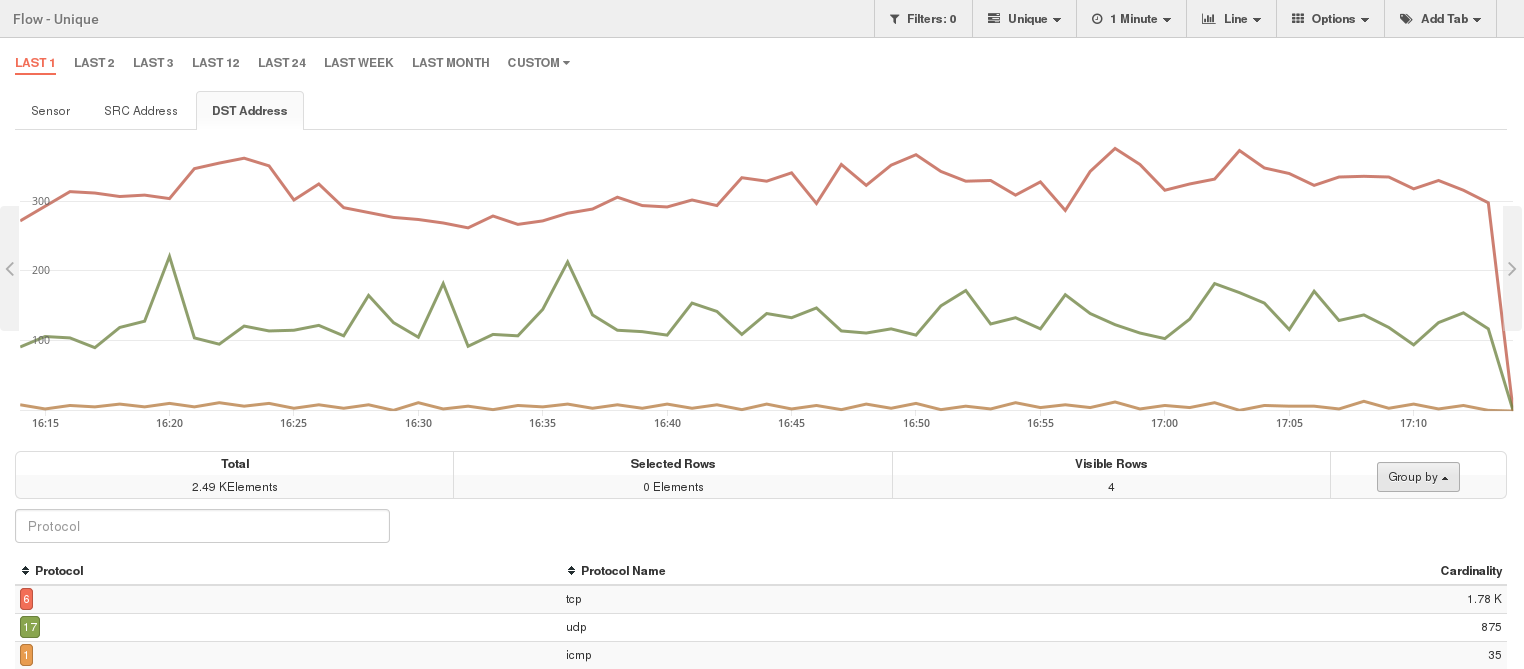 Flow - Unique Filters: 0 Unique 1 Minute Line Options Add Tab
LAST 1 LAST 2 LAST 3 LAST 12 LAST 24 LAST WEEK LAST MONTH CUSTOM
Sensor SRC Address DST Address
300
200
100
16:15 16:20 16:25 16:30 16:35 16:40 16:45 16:50 16:55 17:00 17:05 17:10
Total Selected Rows Visible Rows
2.49 KElements 0 Elements 4 Group by
Protocol
Protocol Protocol Name Cardinality
6 tcp 1.78 K
17 udp 875
1 icmp 35